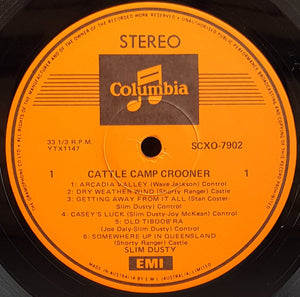 STEREO
Columbia
33 1/3 R.P.M.
YTX1147
SCXO-7902
CATTLE CAMP CROONER
1
1
1. ARCADIA VALLEY (Wave Jackson) Control
2. DRY WEATHER WIND (Shorty Ranger) Castle
3. GETTING AWAY FROM IT ALL (Stan Coster-
Slim Dusty) Control
4. CASEY'S LUCK (Slim Dusty-Joy McKean) Control
5. OLD TIBOOB'RA
(Joe Daly-Slim Dusty) Control
6. SOMEWHERE UP IN QUEENSLAND
(Shorty Ranger) Castle
SLIM DUSTY
EMI
MADE IN AUSTRALIA BY E.M.I. (AUSTRALIA) LIMITED